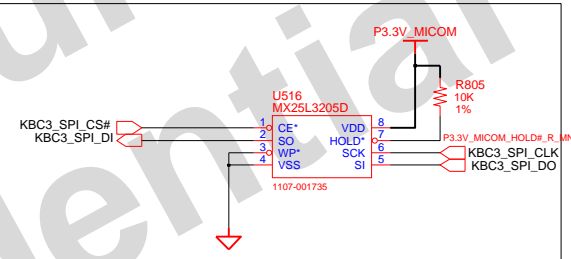 P3.3V_MICOM
R805
10K
1%
U516
MX25L3205D
KBC3_SPI_CS#
KBC3_SPI_DI
1 CE* VDD 8
2 SO HOLD* 7
3 WP* SCK 6
4 VSS SI 5
P3.3V_MICOM_HOLD#_R_MN
KBC3_SPI_CLK
KBC3_SPI_DO
1107-001735
dential